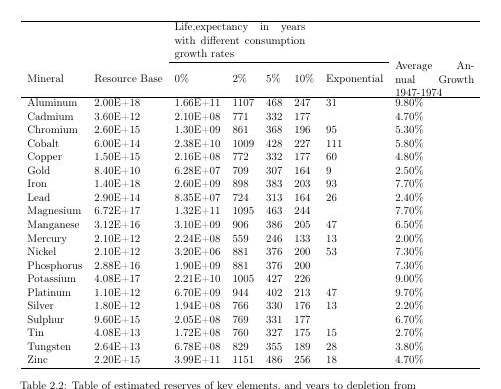 Life,expectancy in years
with different consumption
growth rates
Average An-
Mineral Resource Base 0% 2% 5% 10% Exponential nual Growth
1947-1974
Aluminum 2.00E+18 1.66E+11 1107 468 247 31 9.80%
Cadmium 3.60E+12 2.10E+08 771 332 177 4.70%
Chromium 2.60E+15 1.30E+09 861 368 196 95 5.30%
Cobalt 6.00E+14 2.38E+10 1009 428 227 111 5.80%
Copper 1.50E+15 2.16E+08 772 332 177 60 4.80%
Gold 8.40E+10 6.28E+07 709 307 164 9 2.50%
Iron 1.40E+18 2.60E+09 898 383 203 93 7.70%
Lead 2.90E+14 8.35E+07 724 313 164 26 2.40%
Magnesium 6.72E+17 1.32E+11 1095 463 244 7.70%
Manganese 3.12E+16 3.10E+09 906 386 205 47 6.50%
Mercury 2.10E+12 2.24E+08 559 246 133 13 2.00%
Nickel 2.10E+12 3.20E+06 881 376 200 53 7.30%
Phosphorus 2.88E+16 1.90E+09 881 376 200 7.30%
Potassium 4.08E+17 2.21E+10 1005 427 226 9.00%
Platinum 1.10E+12 6.70E+09 944 402 213 47 9.70%
Silver 1.80E+12 1.94E+08 766 330 176 13 2.20%
Sulphur 9.60E+15 2.05E+08 769 331 177 6.70%
Tin 4.08E+13 1.72E+08 760 327 175 15 2.70%
Tungsten 2.64E+13 6.78E+08 829 355 189 28 3.80%
Zinc 2.20E+15 3.99E+11 1151 486 256 18 4.70%
Table 2.2: Table of estimated reserves of key elements, and years to depletion from